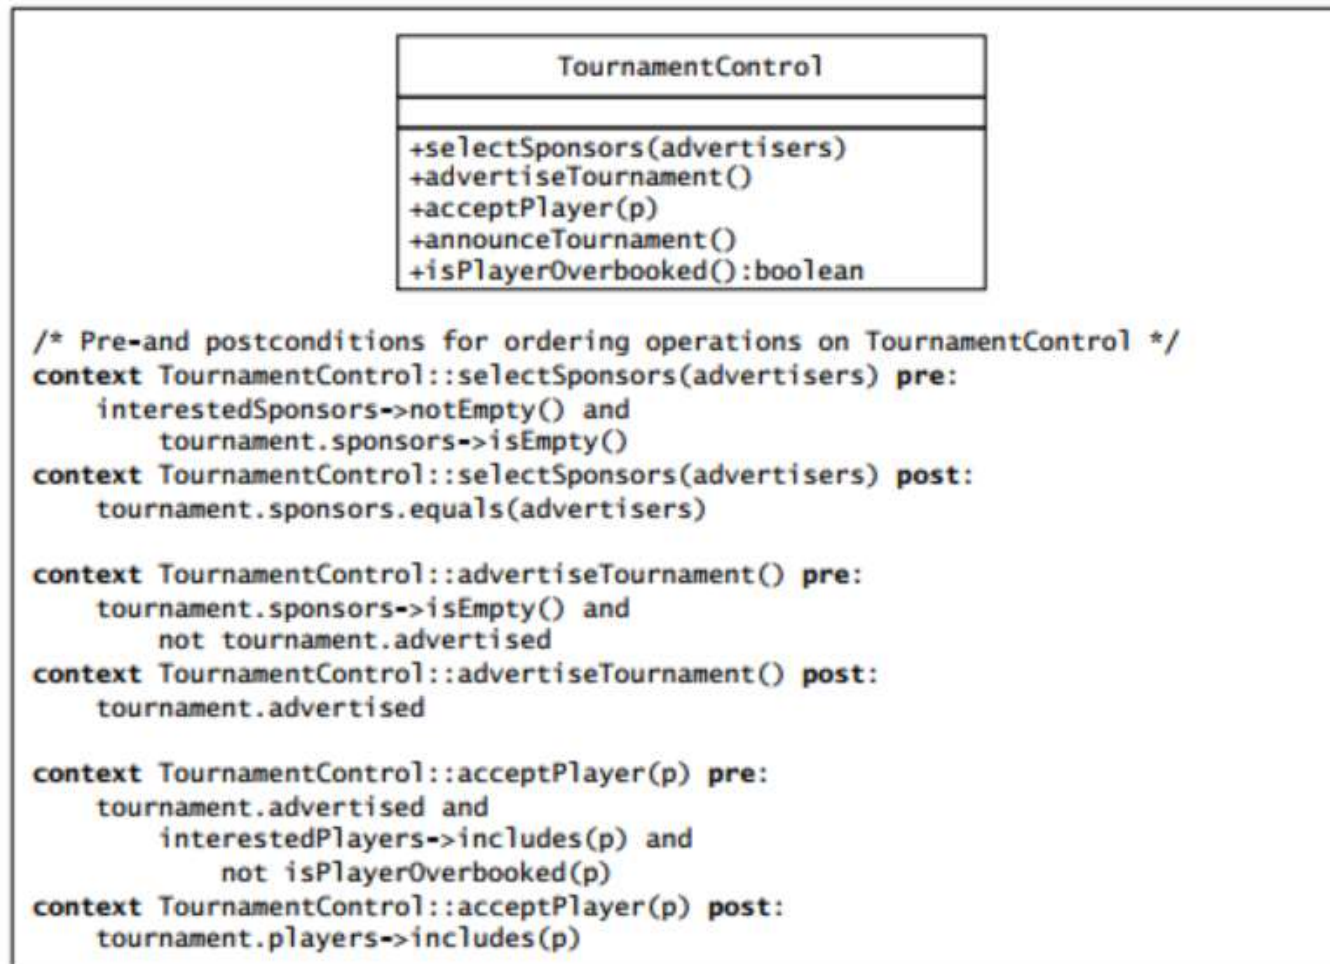 TournamentControl
+selectSponsors(advertisers)
+advertiseTournament()
+acceptPlayer(p)
+announceTournament()
+isPlayerOverbooked():boolean
/* Pre-and postconditions for ordering operations on TournamentControl */
context TournamentControl::selectSponsors(advertisers) pre:
interestedSponsors->notEmpty() and
tournament.sponsors->isEmpty()
context TournamentControl::selectSponsors(advertisers) post:
tournament.sponsors.equals(advertisers)
context TournamentControl::advertiseTournament() pre:
tournament.sponsors->isEmpty() and
not tournament.advertised
context TournamentControl::advertiseTournament() post:
tournament.advertised
context TournamentControl::acceptPlayer(p) pre:
tournament.advertised and
interestedPlayers->includes(p) and
not isPlayerOverbooked(p)
context TournamentControl::acceptPlayer(p) post:
tournament.players->includes(p)